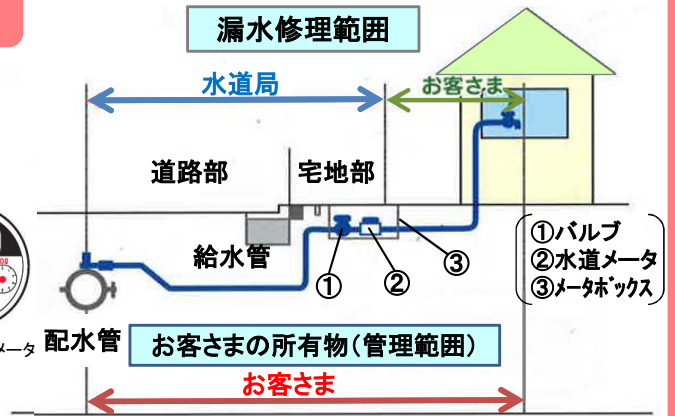 漏水修理範囲
水道局
お客さま
道路部
宅地部
給水管
①
②
③
①バルブ
②水道メータ
③メータボックス
メータ
配水管
お客さまの所有物（管理範囲）
お客さま